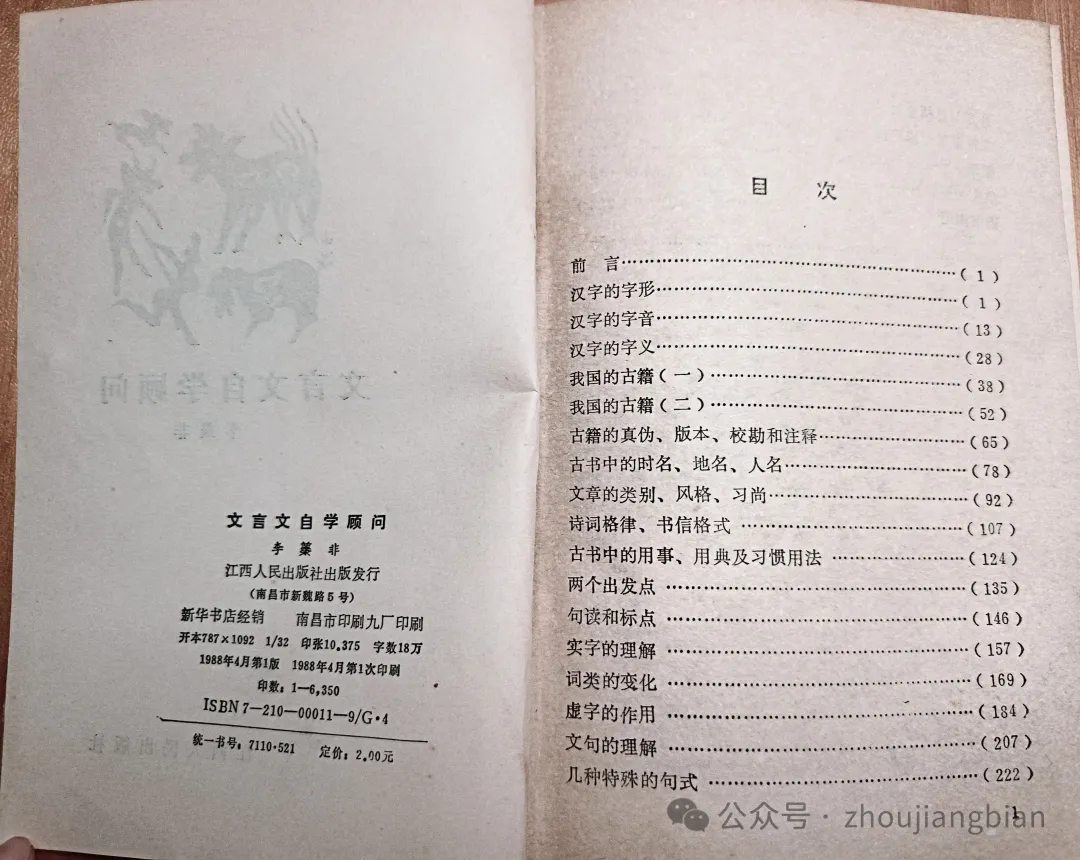 文言文自学顾问
文言文自学顾问
李蓁非
江西人民出版社出版发行
（南昌市新魏路5号）
新华书店经销 南昌市印刷九厂印刷
开本787×1092 1/32 印张10.375 字数18万
1988年4月第1版 1988年4月第1次印刷
印数：1—6,350
ISBN7—210—00011—9/G·4
统一书号：7110·521 定价：2.00元
目 次
前 言……………………………………（1）
汉字的字形……………………………………（1）
汉字的字音……………………………………（13）
汉字的字义……………………………………（28）
我国的古籍（一）……………………………（38）
我国的古籍（二）……………………………（52）
古籍的真伪、版本、校勘和注释………………（65）
古书中的时名、地名、人名……………………（78）
文章的类别、风格、习尚………………………（92）
诗词格律、书信格式 …………………………（107）
古书中的用事、用典及习惯用法 ……………（124）
两个出发点 ……………………………………（135）
句读和标点 ……………………………………（146）
实字的理解 ……………………………………（157）
词类的变化 ……………………………………（169）
虚字的作用 ……………………………………（184）
文句的理解 ……………………………………（207）
几种特殊的句式 ………………………………（222）
1
公众号 · zhoujiangbian